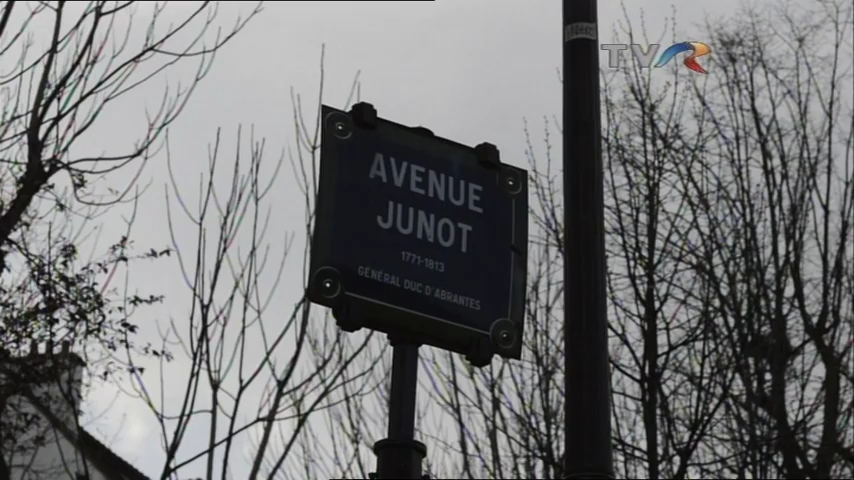 TVR
AVENUE
JUNOT
1771-1813
GÉNÉRAL DUC D'ABRANTES